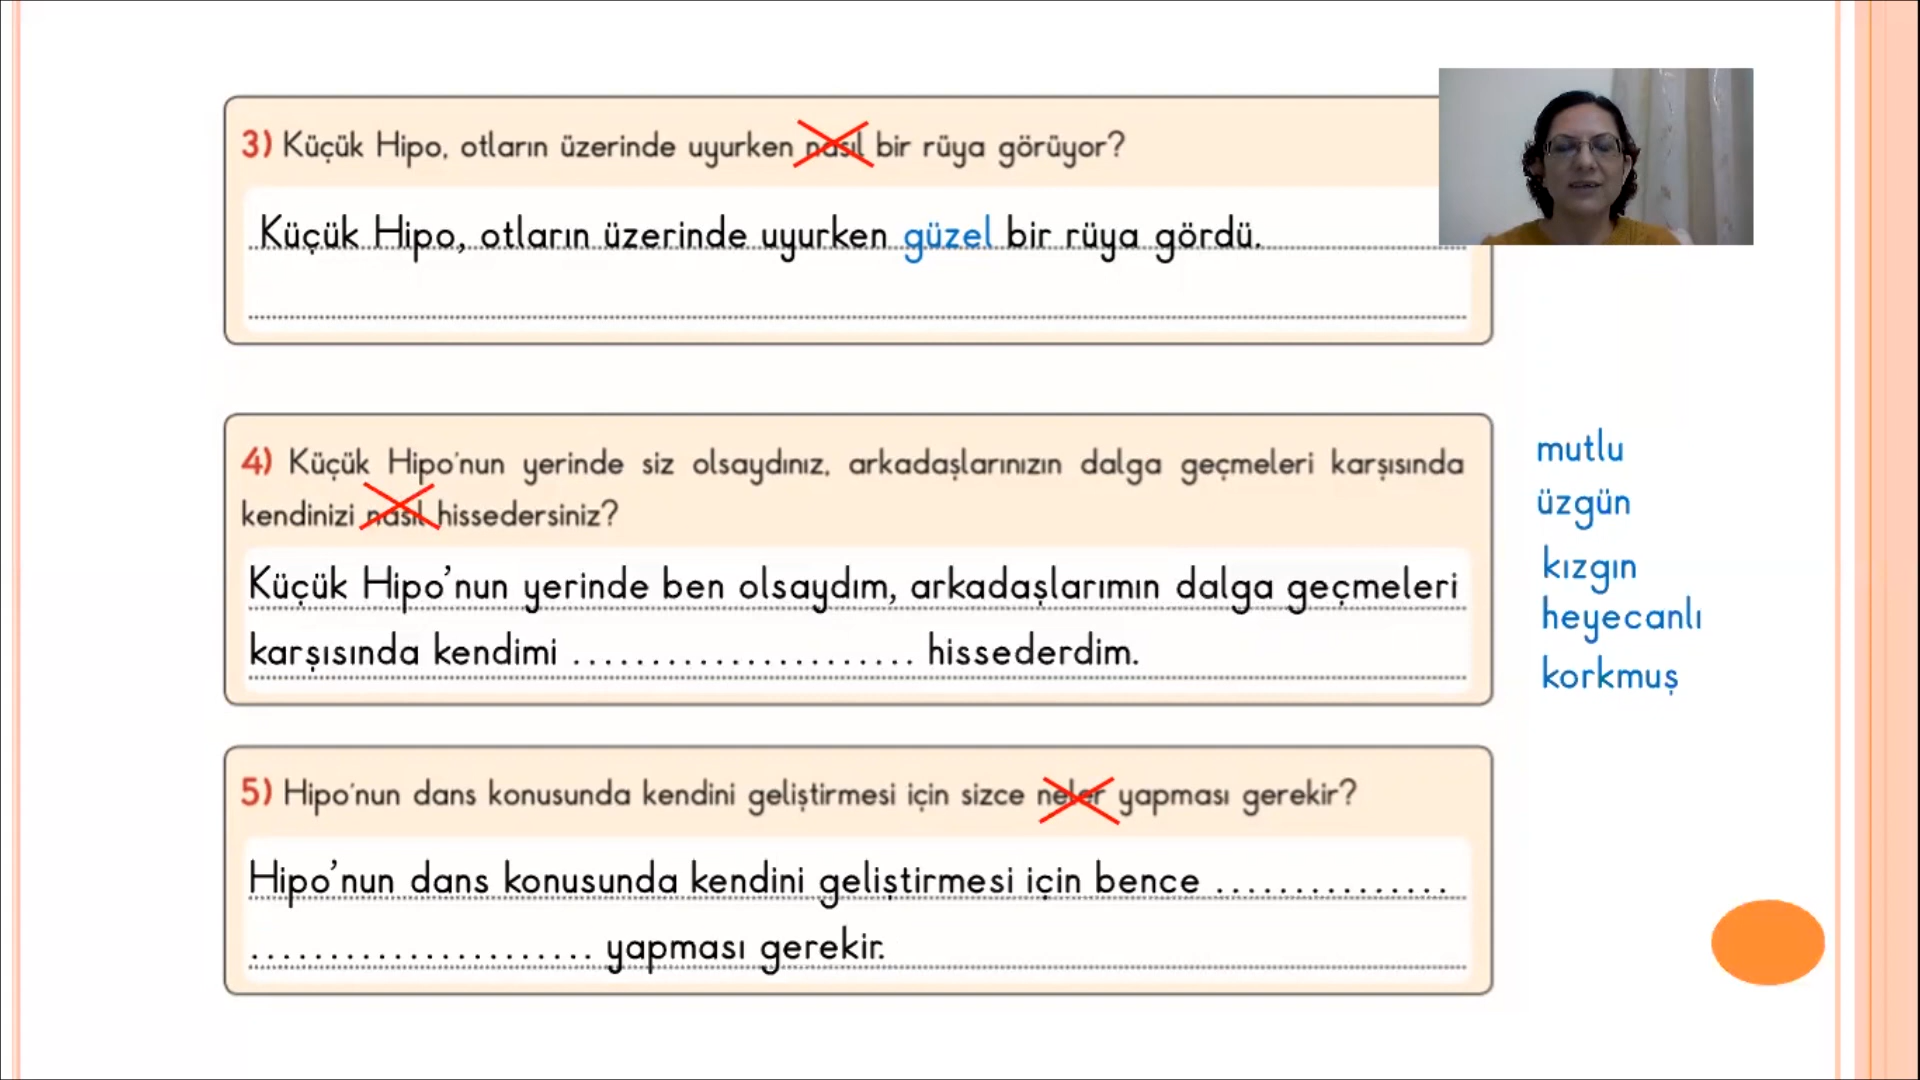 3) Küçük Hipo, otların üzerinde uyurken nasıl bir rüya görüyor?
Küçük Hipo, otların üzerinde uyurken güzel bir rüya gördü.
4) Küçük Hipo'nun yerinde siz olsaydınız, arkadaşlarınızın dalga geçmeleri karşısında
kendinizi nasıl hissedersiniz?
Küçük Hipo'nun yerinde ben olsaydım, arkadaşlarımın dalga geçmeleri
karşısında kendimi ...................... hissederdim.
mutlu
üzgün
kızgın
heyecanlı
korkmuş
5) Hipo'nun dans konusunda kendini geliştirmesi için sizce neler yapması gerekir?
Hipo'nun dans konusunda kendini geliştirmesi için bence ...............
...................... yapması gerekir.